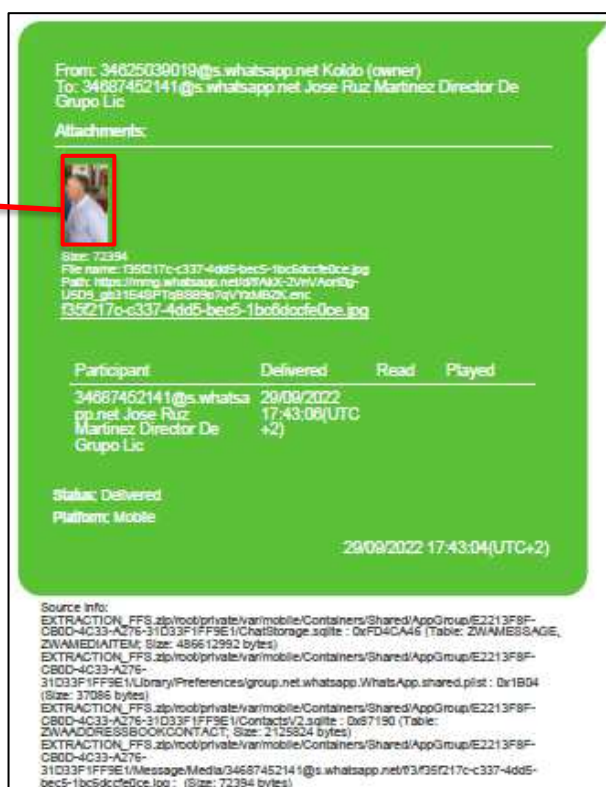 From: 34625039019@s.whatsapp.net Koldo (owner)
To: 34687452141@s.whatsapp.net Jose Ruz Martinez Director De
Grupo Lic
Attachments:
Size: 72394
File name: f35f217c-c337-4dd5-bec5-1bc6dccfe0ce.jpg
Path:
f35f217c-c337-4dd5-bec5-1bc6dccfe0ce.jpg
Participant Delivered Read Played
34687452141@s.whatsa 29/09/2022
pp.net Jose Ruz 17:43:06(UTC
Martinez Director De +2)
Grupo Lic
Status: Delivered
Platform: Mobile
29/09/2022 17:43:04(UTC+2)
Source Info:
EXTRACTION_FFS.zip/root/private/var/mobile/Containers/Shared/AppGroup/E2213F8F-
CB0D-4C33-A276-31D33F1FF9E1/ChatStorage.sqlite : 0xFD4CA46 (Table: ZWAMESSAGE,
ZWAMEDIAITEM; Size: 486612992 bytes)
EXTRACTION_FFS.zip/root/private/var/mobile/Containers/Shared/AppGroup/E2213F8F-
CB0D-4C33-A276-
31D33F1FF9E1/Library/Preferences/group.net.whatsapp.WhatsApp.shared.plist : 0x1B04
(Size: 37086 bytes)
EXTRACTION_FFS.zip/root/private/var/mobile/Containers/Shared/AppGroup/E2213F8F-
CB0D-4C33-A276-31D33F1FF9E1/ContactsV2.sqlite : 0x87190 (Table:
ZWAADDRESSBOOKCONTACT; Size: 2125824 bytes)
EXTRACTION_FFS.zip/root/private/var/mobile/Containers/Shared/AppGroup/E2213F8F-
CB0D-4C33-A276-
31D33F1FF9E1/Message/Media/34687452141@s.whatsapp.net/f/3/f35f217c-c337-4dd5-
bec5-1bc6dccfe0ce.jpg : (Size: 72394 bytes)